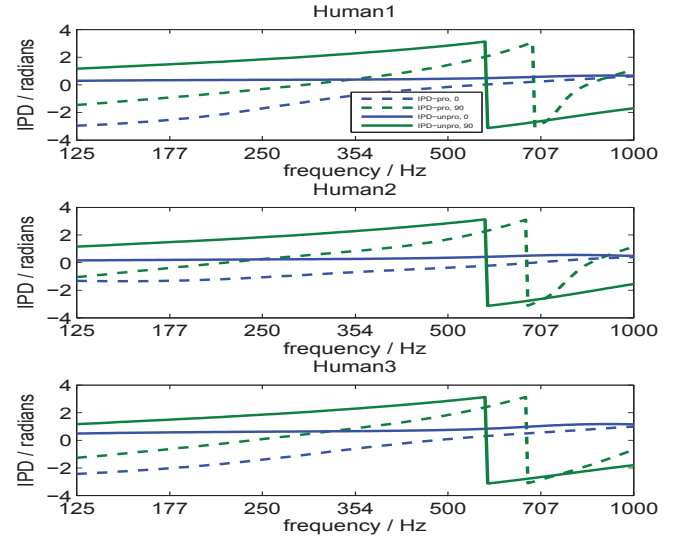 Human1
4
2
0
−2
−4
IPD / radians
IPD−pro, 0
IPD−pro, 90
IPD−unpro, 0
IPD−unpro, 90
125 177 250 354 500 707 1000
frequency / Hz
Human2
4
2
0
−2
−4
IPD / radians
125 177 250 354 500 707 1000
frequency / Hz
Human3
4
2
0
−2
−4
IPD / radians
125 177 250 354 500 707 1000
frequency / Hz